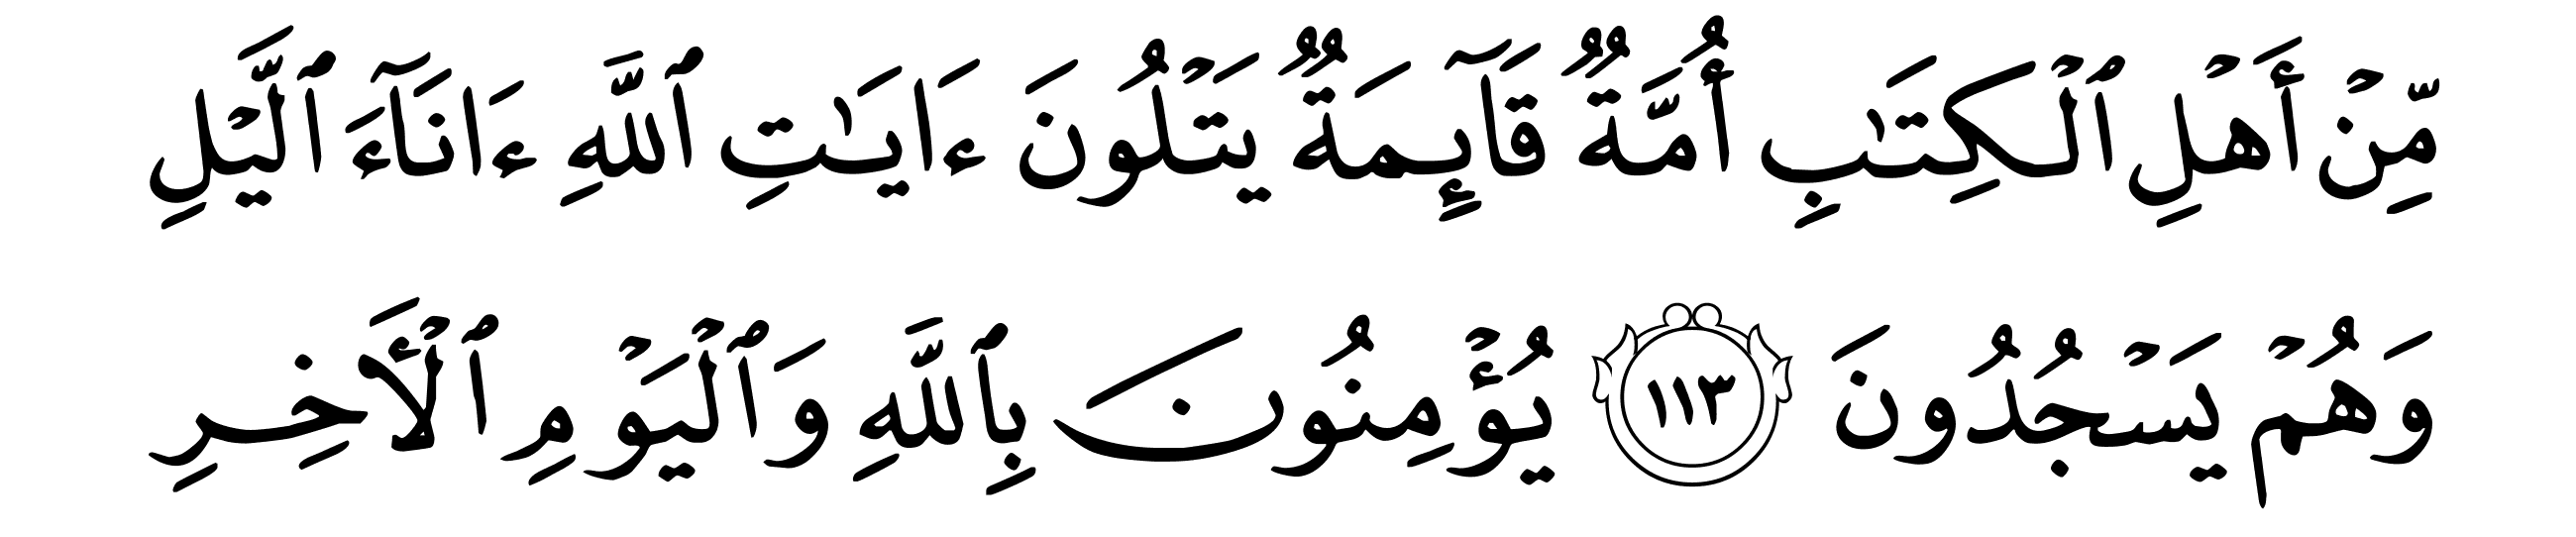 مِّنْ أَهْلِ ٱلْكِتَـٰبِ أُمَّةٌ قَآئِمَةٌ يَتْلُونَ ءَايَـٰتِ ٱللَّهِ ءَانَآءَ ٱلَّيْلِ
وَهُمْ يَسْجُدُونَ ١١٣ يُؤْمِنُونَ بِٱللَّهِ وَٱلْيَوْمِ ٱلْأَخِرِ